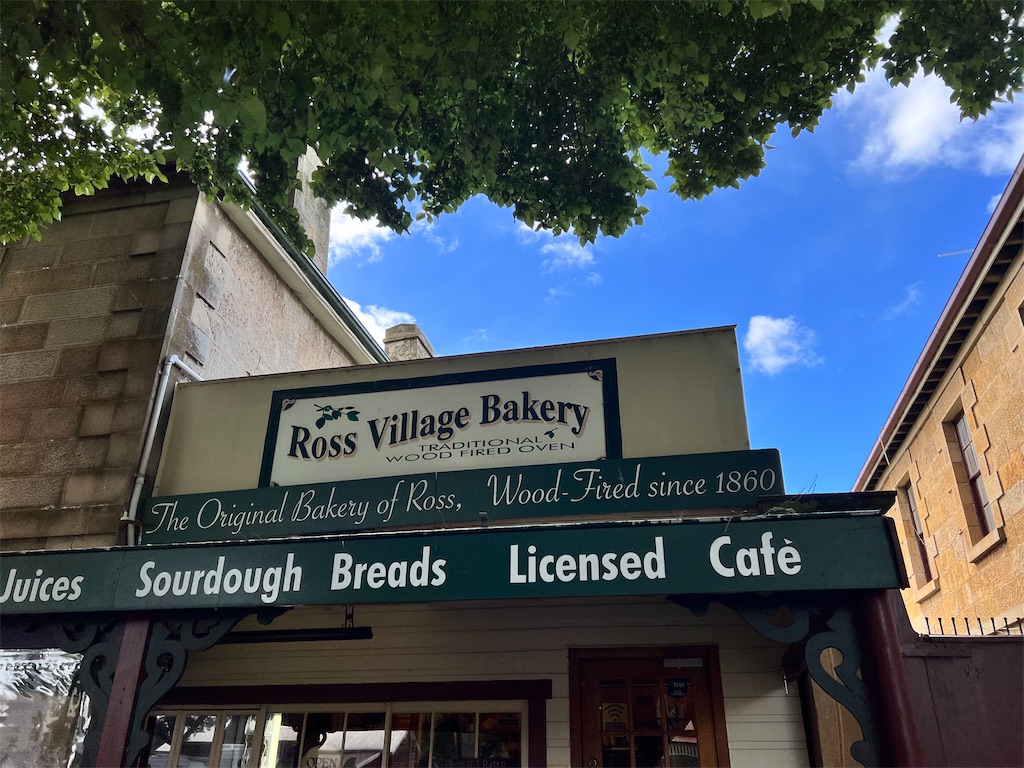 Ross Village Bakery
TRADITIONAL
WOOD FIRED OVEN
The Original Bakery of Ross, Wood-Fired since 1860
Juices Sourdough Breads Licensed Cafè
OPEN